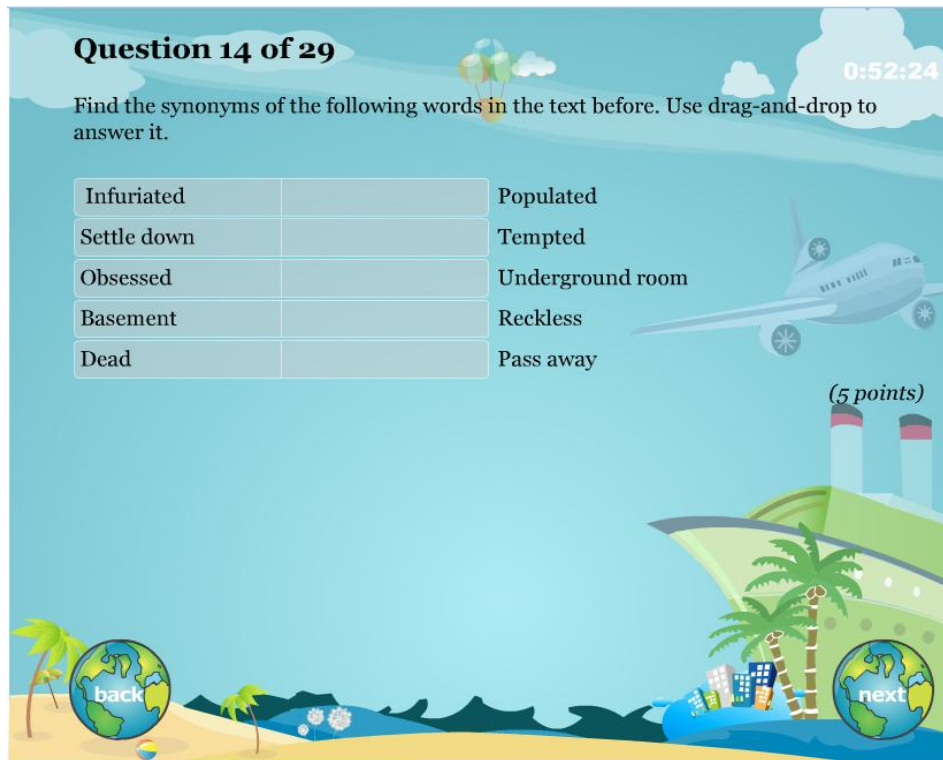 Question 14 of 29
0:52:24
Find the synonyms of the following words in the text before. Use drag-and-drop to
answer it.
Infuriated Populated
Settle down Tempted
Obsessed Underground room
Basement Reckless
Dead Pass away
(5 points)
back next